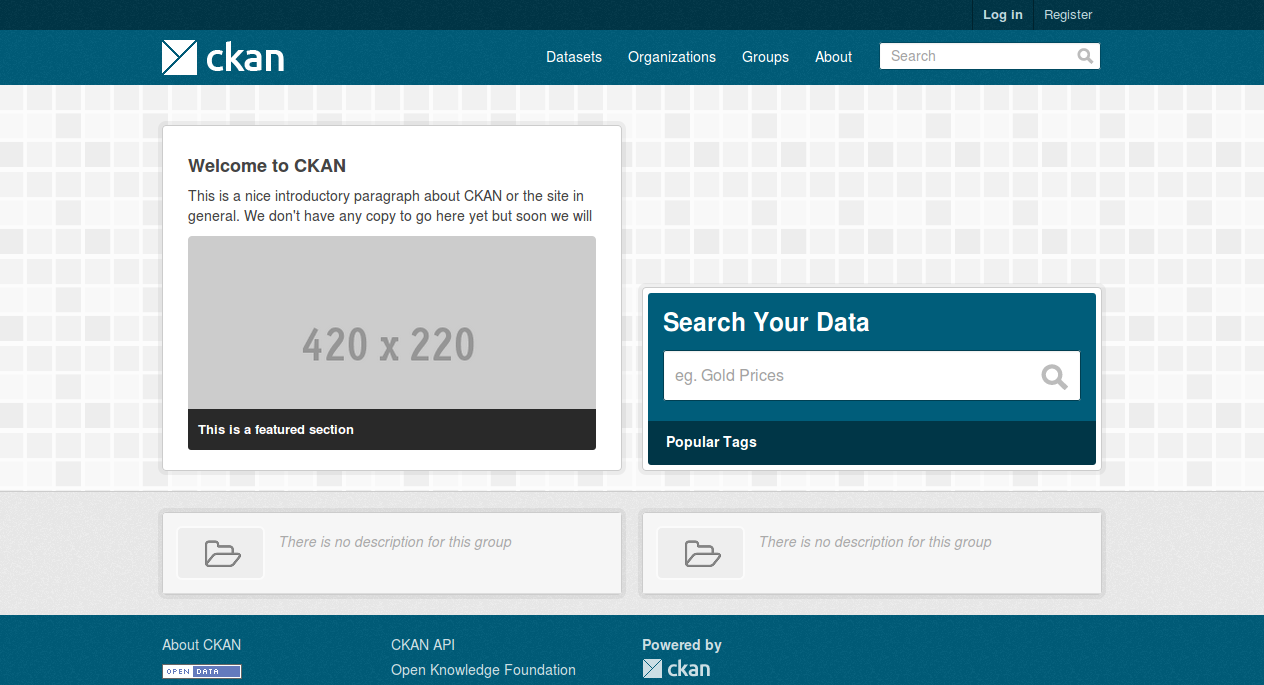 Log in
Register
ckan
Datasets
Organizations
Groups
About
Search
Welcome to CKAN
This is a nice introductory paragraph about CKAN or the site in
general. We don't have any copy to go here yet but soon we will
420 x 220
This is a featured section
Search Your Data
eg. Gold Prices
Popular Tags
There is no description for this group
There is no description for this group
About CKAN
OPEN DATA
CKAN API
Open Knowledge Foundation
Powered by
ckan